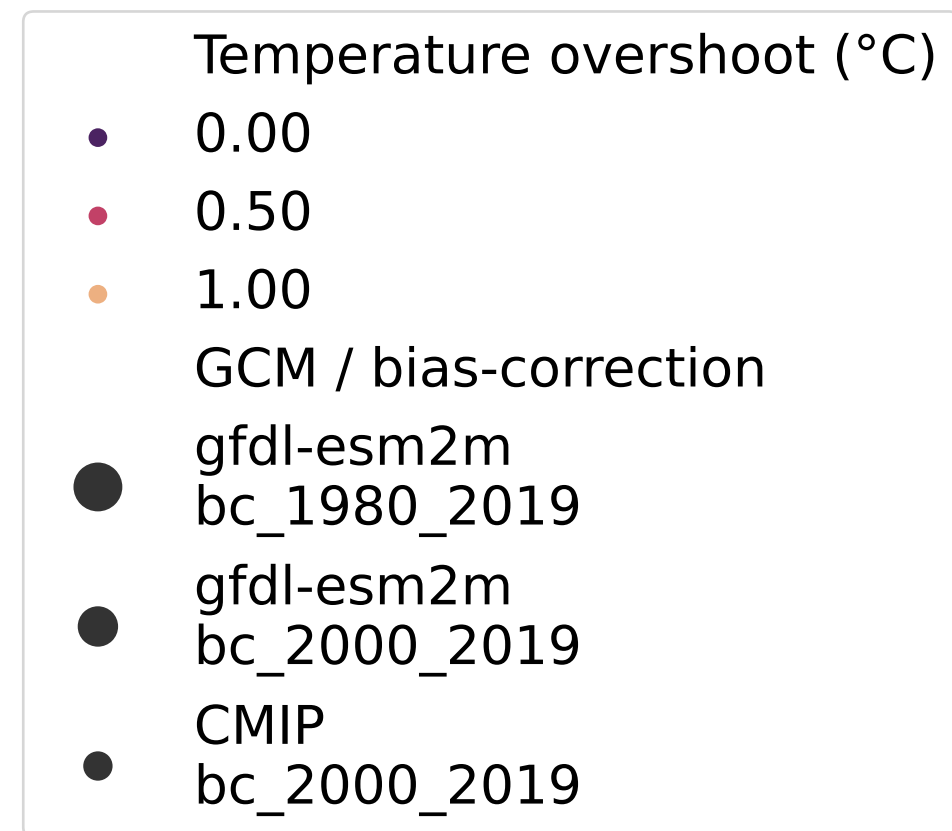 Temperature overshoot (°C)
0.00
0.50
1.00
GCM / bias-correction
gfdl-esm2m
bc_1980_2019
gfdl-esm2m
bc_2000_2019
CMIP
bc_2000_2019